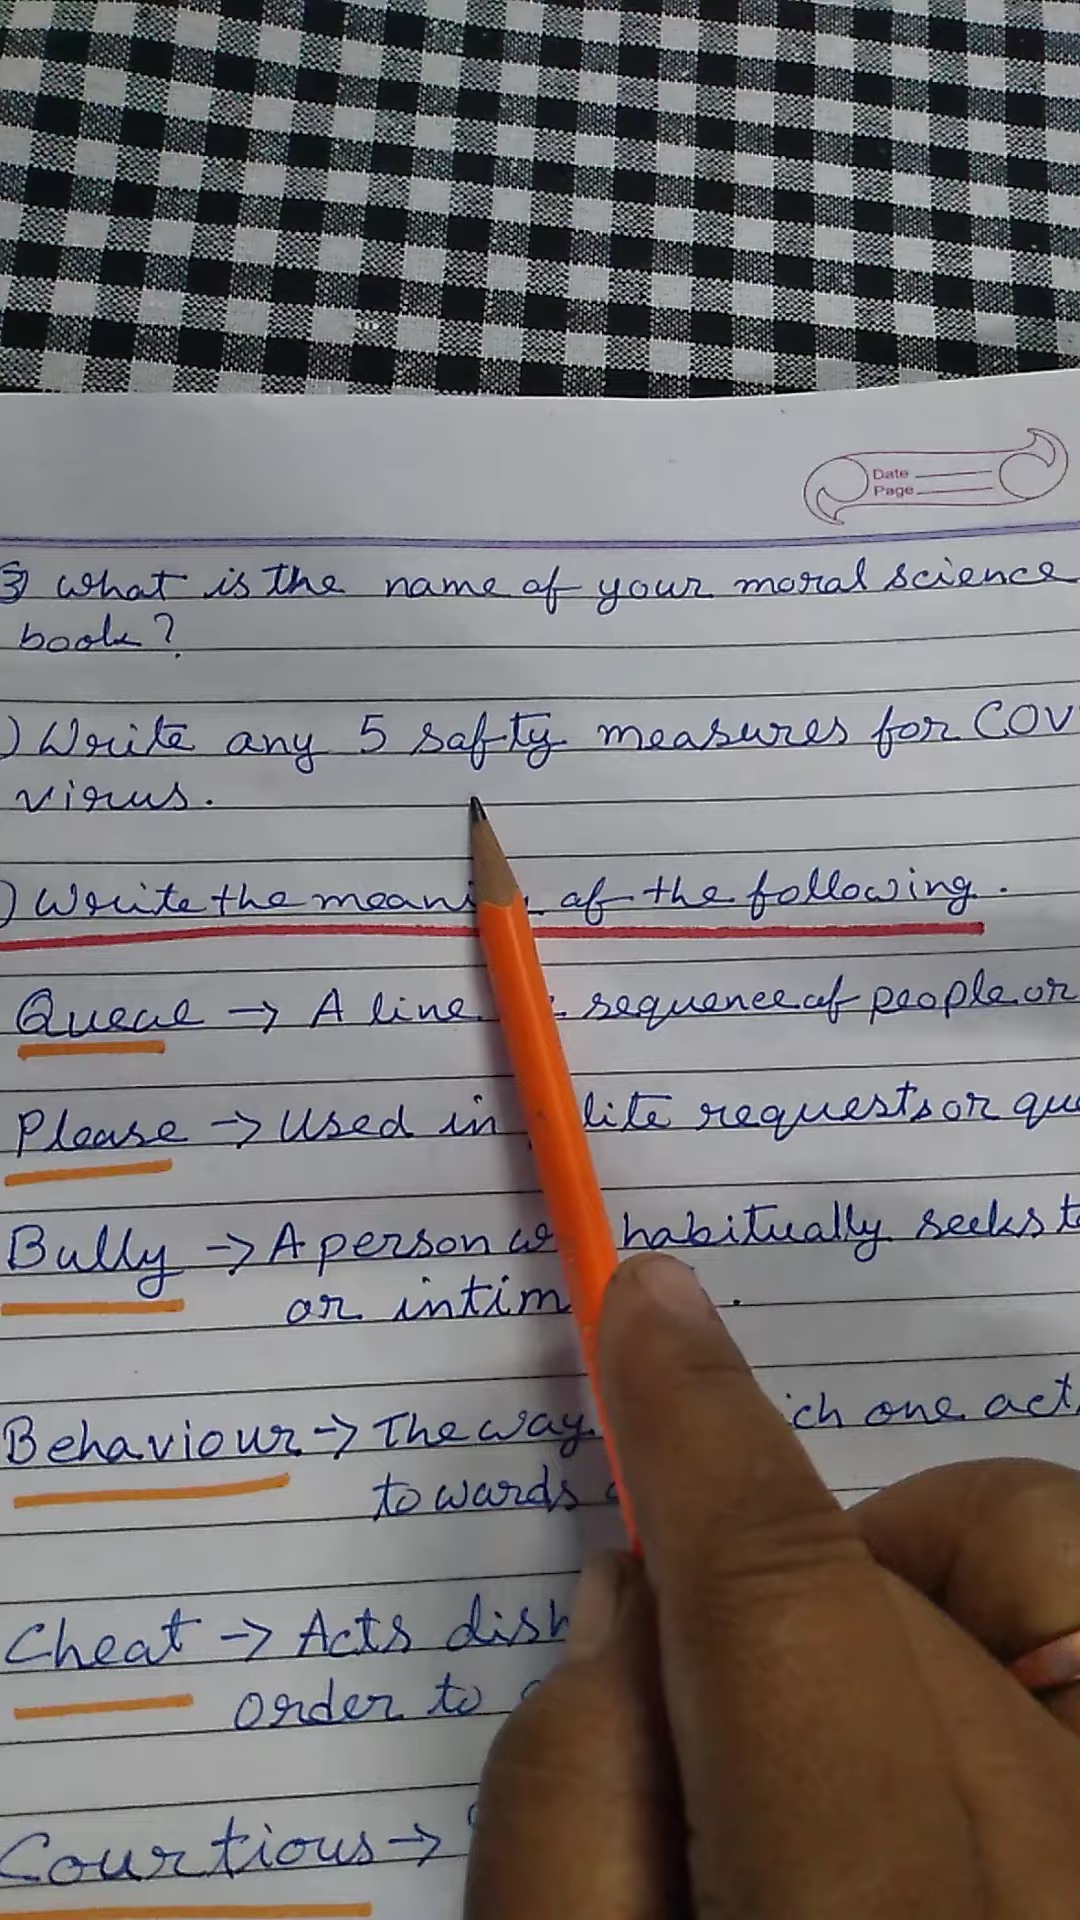 Date
Page
3) What is the name of your moral science
book?
) Write any 5 safty measures for COV
virus.
) Write the meani of the following.
Queue → A line sequence of people or
Please → Used in lite requests or que
Bully → A person w habitually seeks to
or intim .
Behaviour → The way ich one act
towards
Cheat → Acts dish
order to
Courtious →